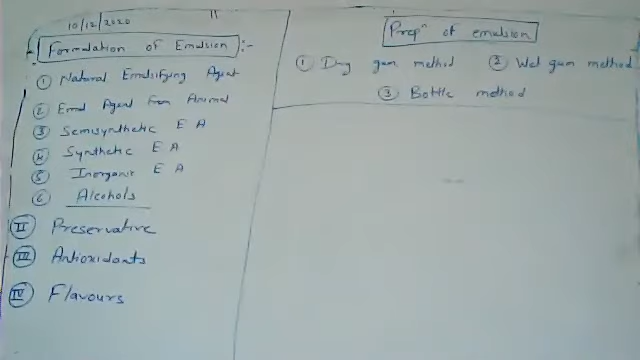 10/12/2020
Formulation of Emulsion :-
① Natural Emulsifying Agent
② Emul Agent from Animal
③ Semisynthetic E A
④ Synthetic E A
⑤ Inorganic E A
⑥ Alcohols
II Preservative
III Antioxidants
IV Flavours
Prepⁿ of emulsion
① Dry gum method ② Wet gum method
③ Bottle method